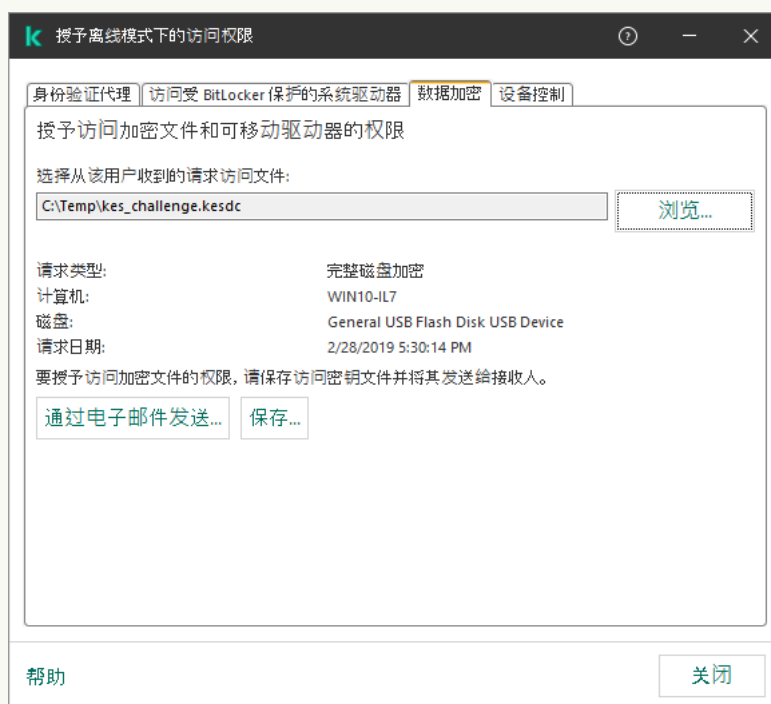 授予离线模式下的访问权限
身份验证代理 访问受 BitLocker 保护的系统驱动器 数据加密 设备控制
授予访问加密文件和可移动驱动器的权限
选择从该用户收到的请求访问文件:
C:\Temp\kes_challenge.kesdc 浏览...
请求类型: 完整磁盘加密
计算机: WIN10-IL7
磁盘: General USB Flash Disk USB Device
请求日期: 2/28/2019 5:30:14 PM
要授予访问加密文件的权限, 请保存访问密钥文件并将其发送给接收人。
通过电子邮件发送... 保存...
帮助 关闭